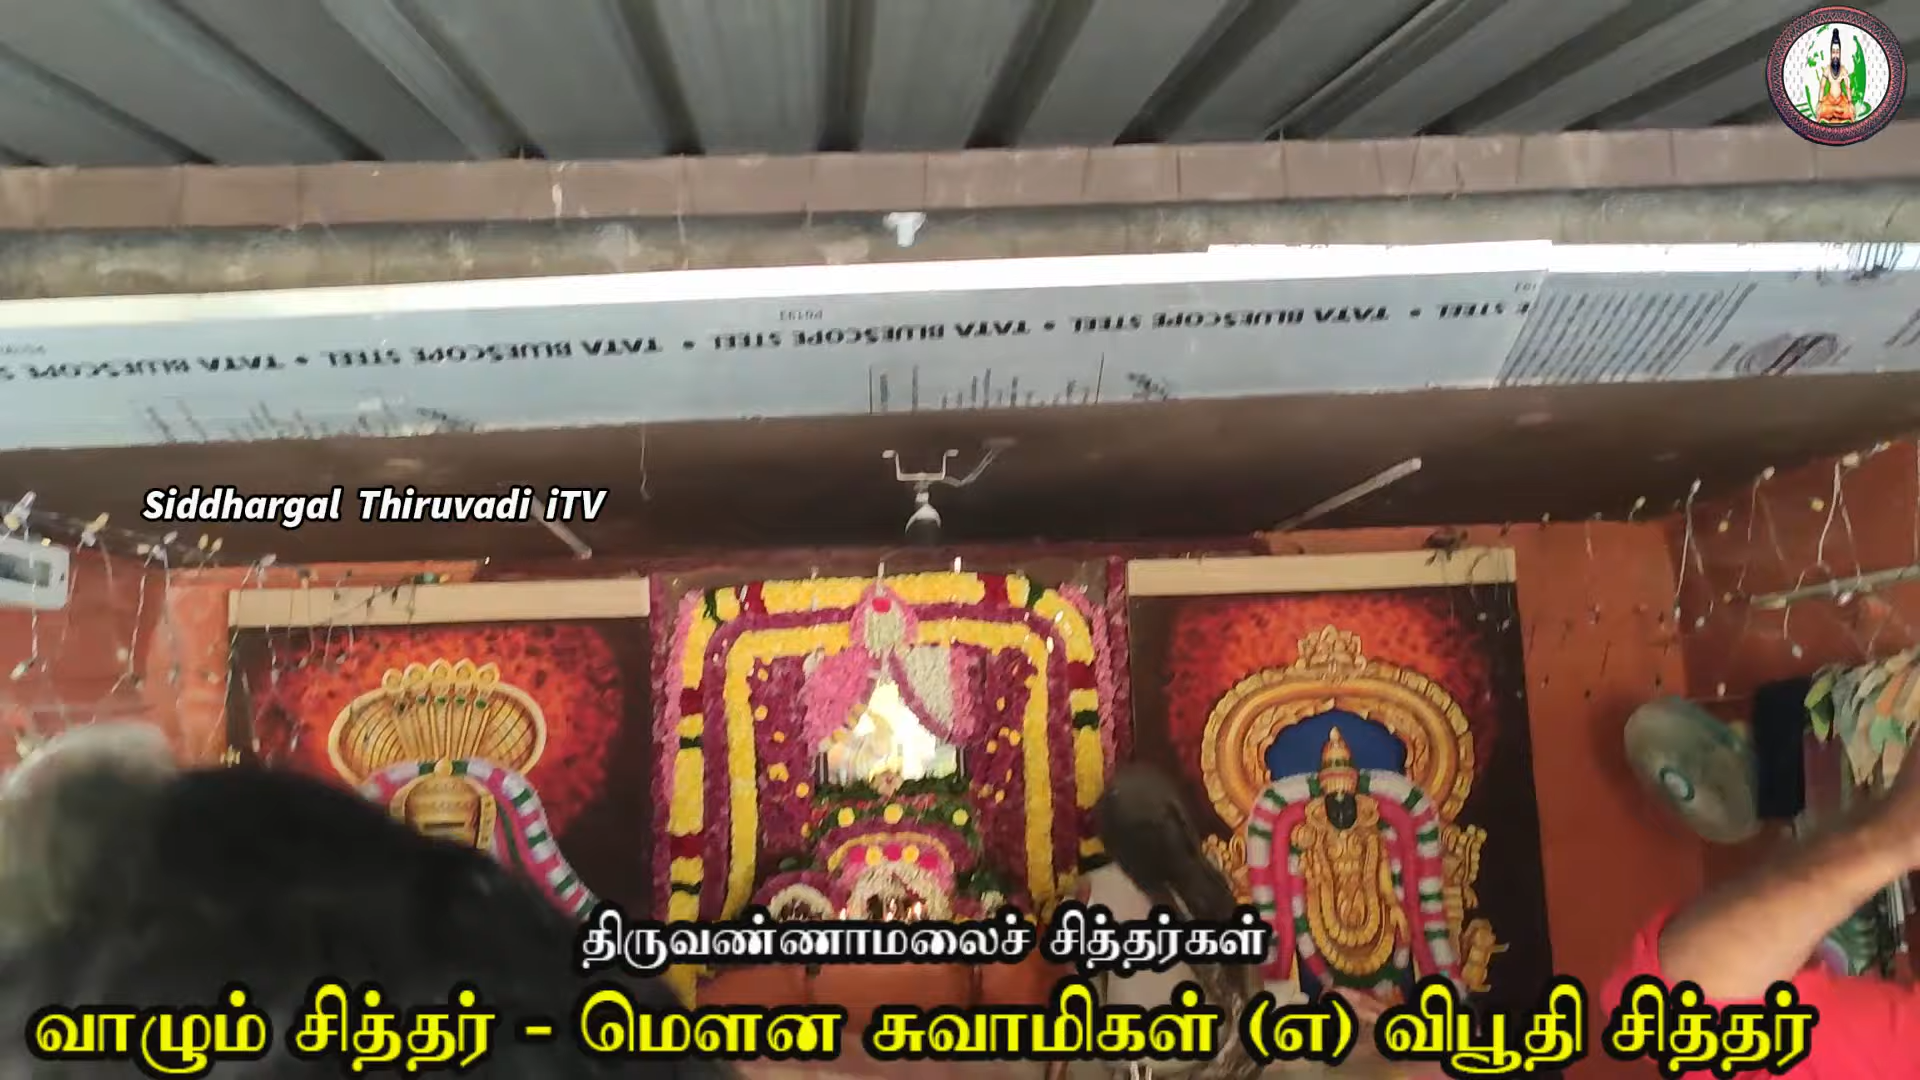 TATA BLUESCOPE STEEL * TATA BLUESCOPE STEEL * TATA BLUESCOPE STEEL * TATA BLUESCOPE STEEL
Siddhargal Thiruvadi iTV
திருவண்ணாமலைச் சித்தர்கள்
வாழும் சித்தர் - மௌன சுவாமிகள் (எ) விபூதி சித்தர்